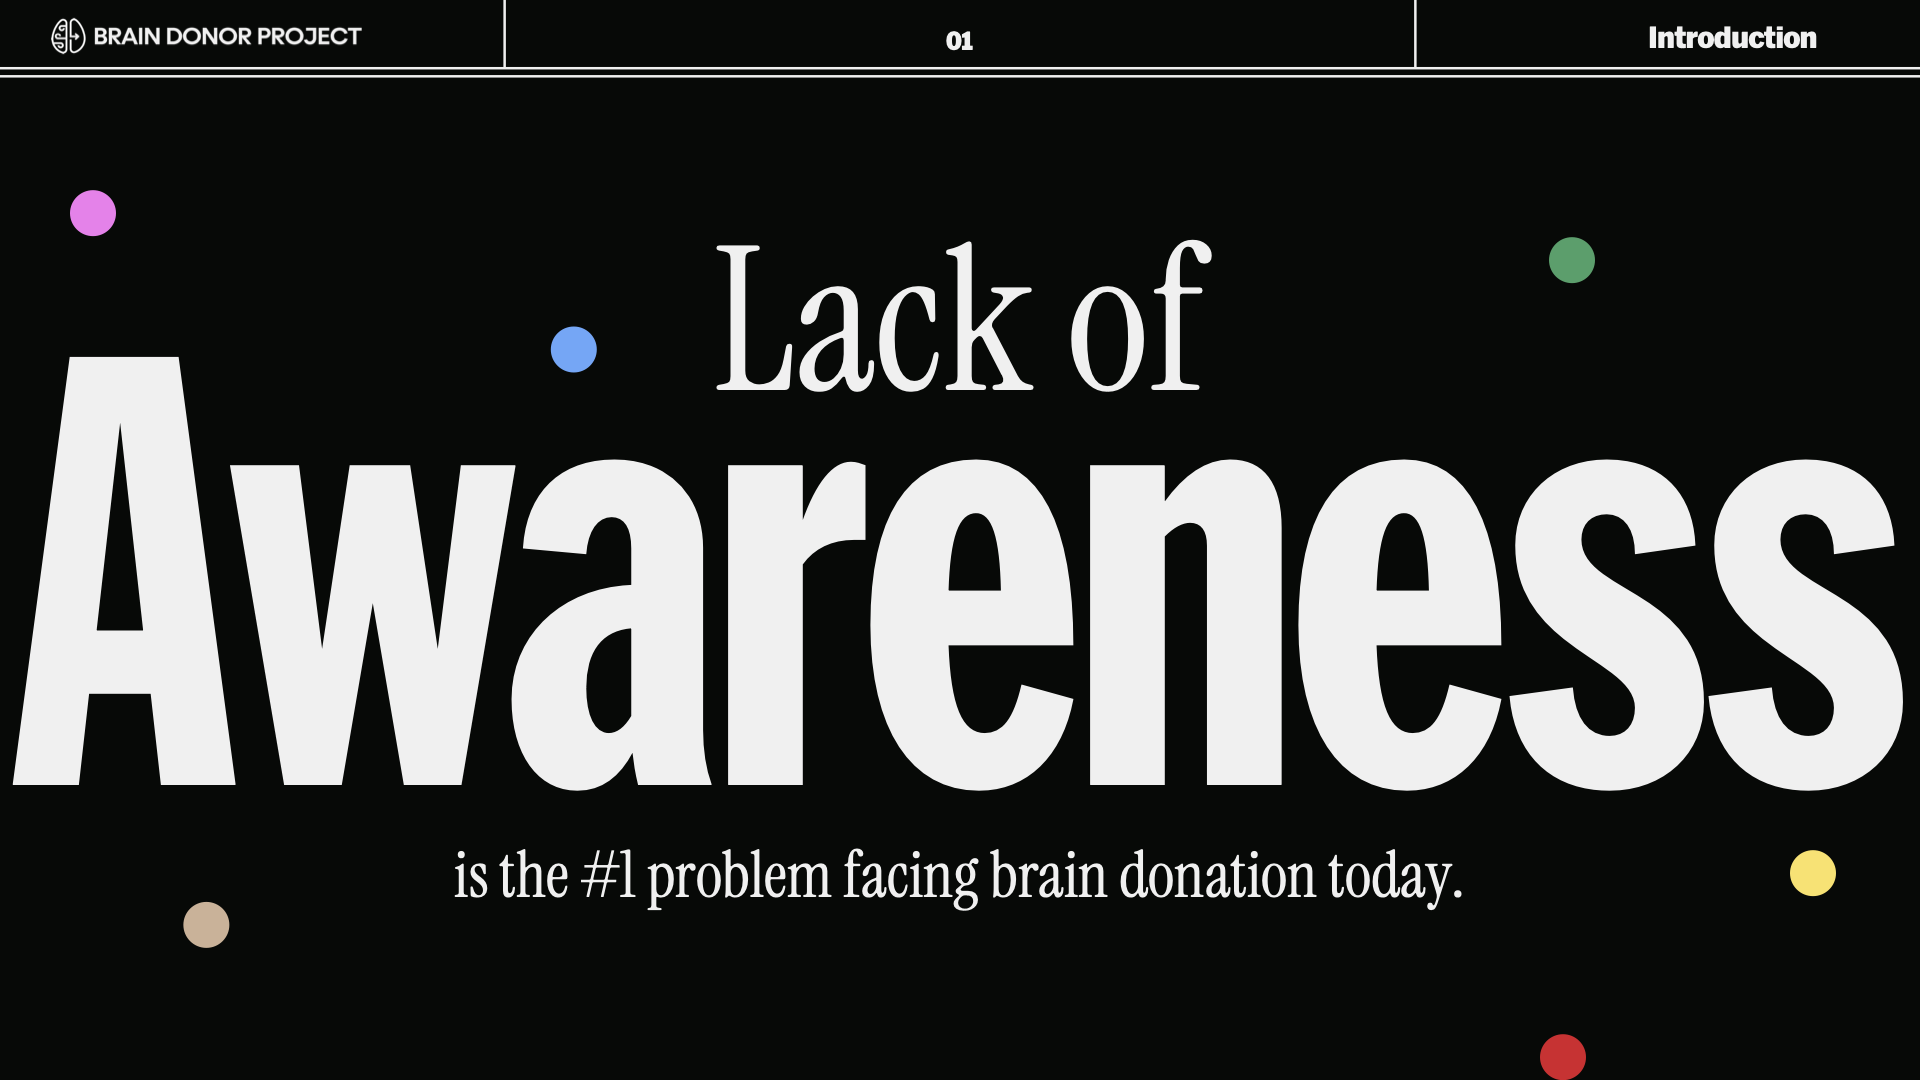 BRAIN DONOR PROJECT
01
Introduction
Lack of
Awareness
is the #1 problem facing brain donation today.